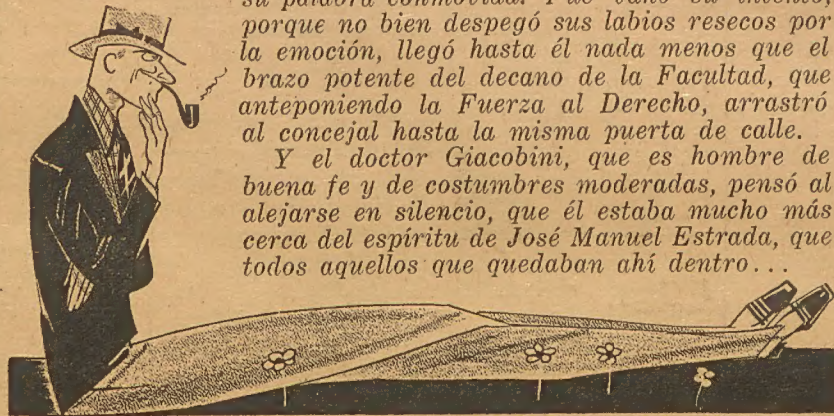 porque no bien despegó sus labios resecos por
la emoción, llegó hasta él nada menos que el
brazo potente del decano de la Facultad, que
anteponiendo la Fuerza al Derecho, arrastró
al concejal hasta la misma puerta de calle.
Y el doctor Giacobini, que es hombre de
buena fe y de costumbres moderadas, pensó al
alejarse en silencio, que él estaba mucho más
cerca del espíritu de José Manuel Estrada, que
todos aquellos que quedaban ahí dentro...